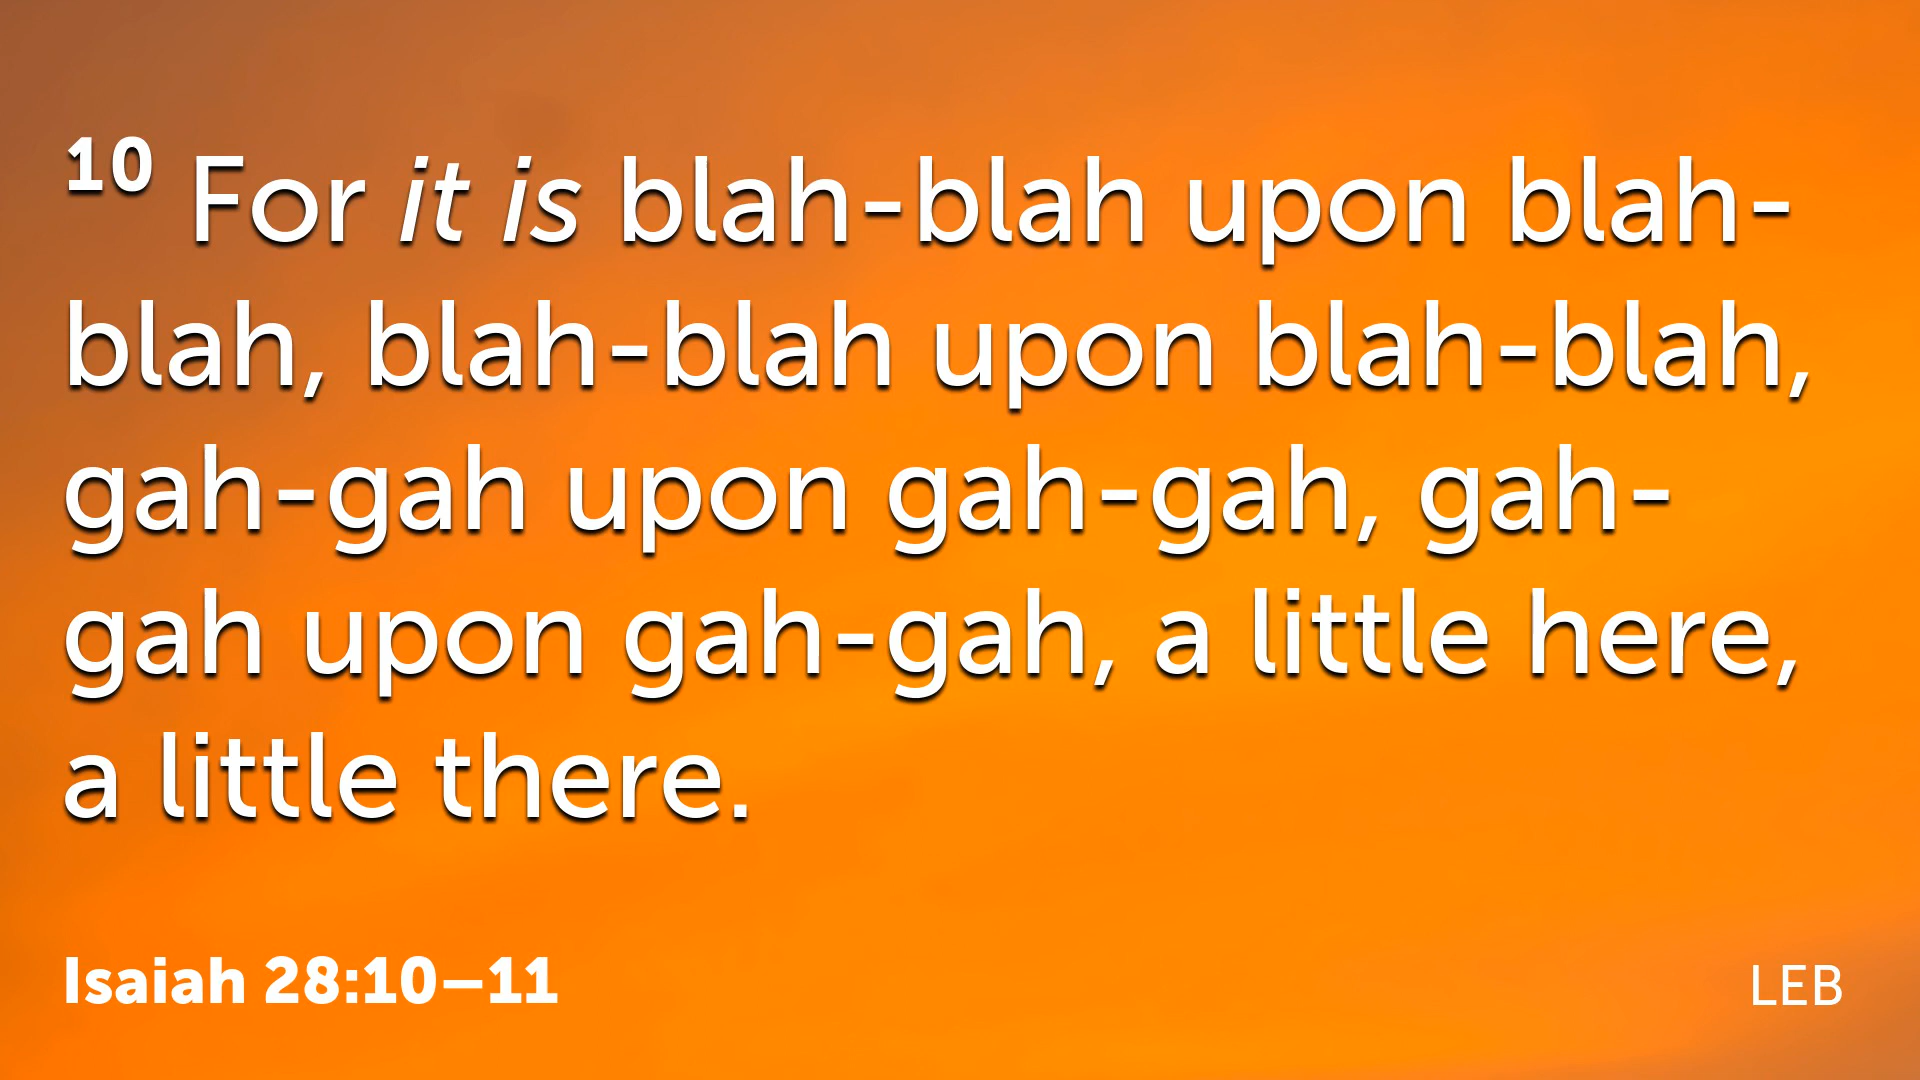 10 For it is blah-blah upon blah-
blah, blah-blah upon blah-blah,
gah-gah upon gah-gah, gah-
gah upon gah-gah, a little here,
a little there.
Isaiah 28:10–11
LEB